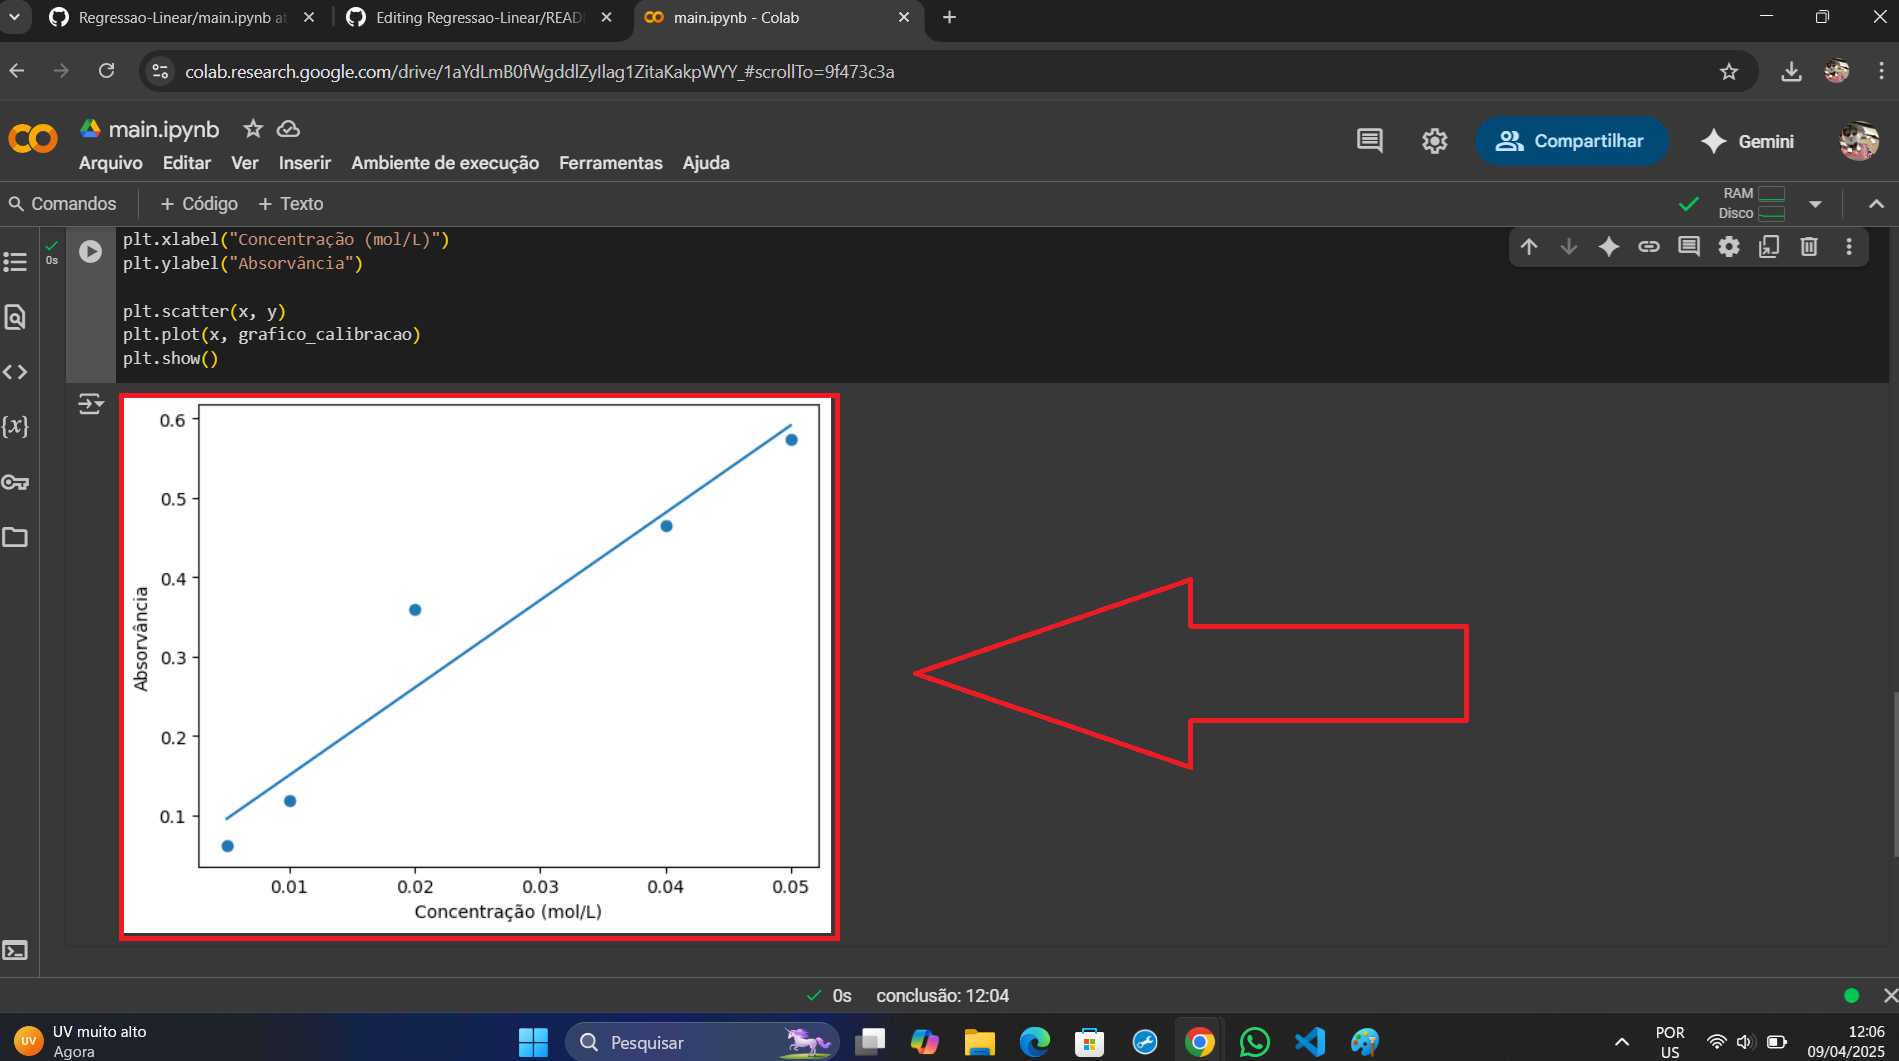 Regressao-Linear/main.ipynb at
Editing Regressao-Linear/READ
main.ipynb - Colab
colab.research.google.com/drive/1aYdLmB0fWgddlZyIlag1ZitaKakpWYY_#scrollTo=9f473c3a
main.ipynb
Compartilhar
Gemini
Arquivo Editar Ver Inserir Ambiente de execução Ferramentas Ajuda
Comandos + Código + Texto
RAM
Disco
0s
plt.xlabel("Concentração (mol/L)")
plt.ylabel("Absorvância")
plt.scatter(x, y)
plt.plot(x, grafico_calibracao)
plt.show()
{x}
0.6
0.5
0.4
0.3
0.2
0.1
Absorvância
0.01 0.02 0.03 0.04 0.05
Concentração (mol/L)
0s conclusão: 12:04
UV
UV muito alto
Agora
Pesquisar
POR
US
12:06
09/04/2025